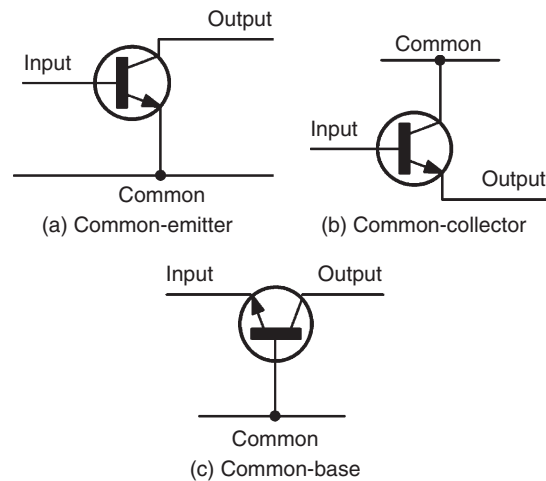 Output
Input
Common
(a) Common-emitter
Common
Input
Output
(b) Common-collector
Input Output
Common
(c) Common-base